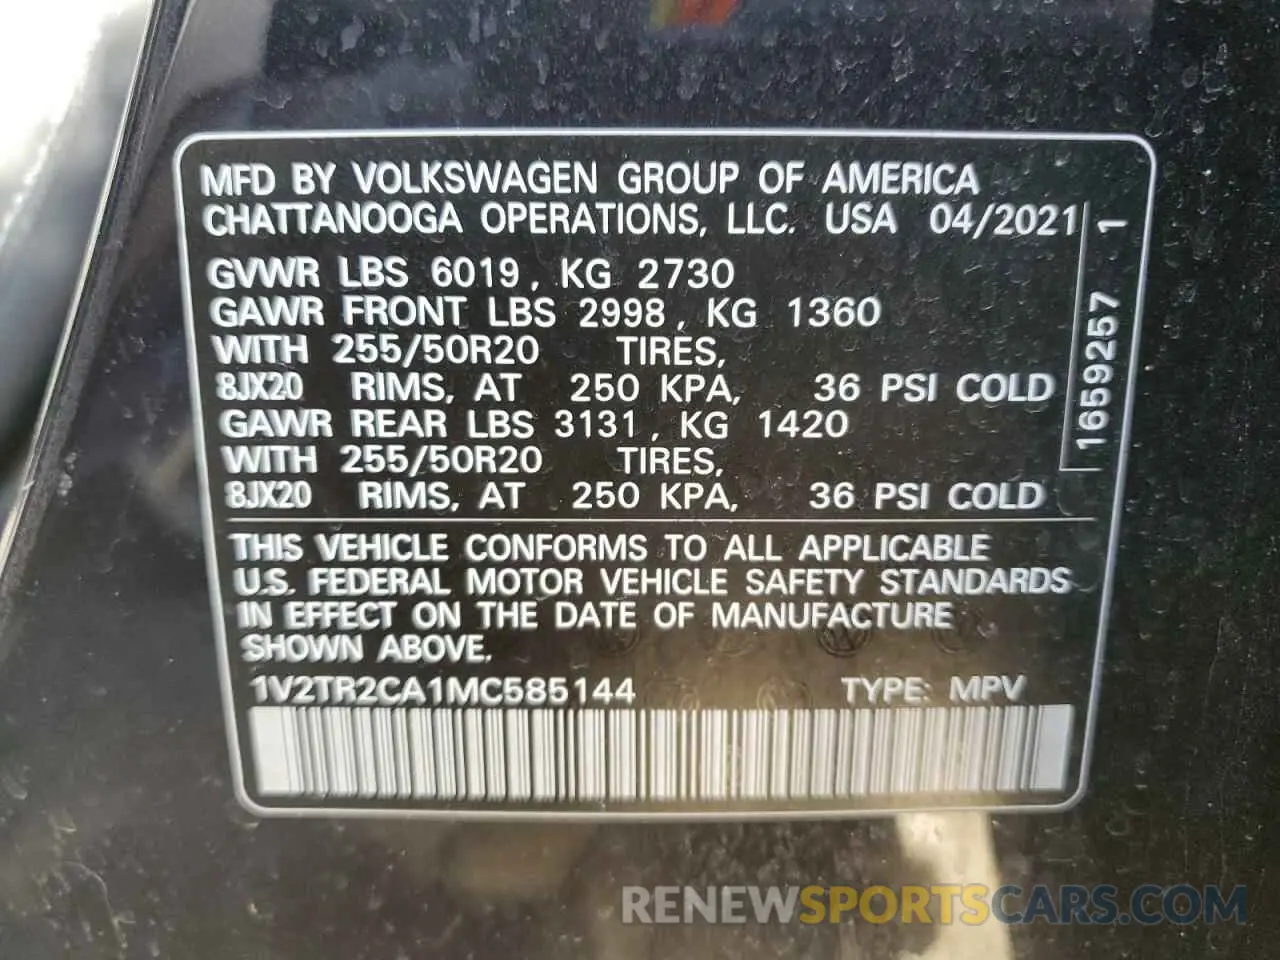 MFD BY VOLKSWAGEN GROUP OF AMERICA
CHATTANOOGA OPERATIONS, LLC. USA 04/2021
GVWR LBS 6019, KG 2730
GAWR FRONT LBS 2998, KG 1360
WITH 255/50R20 TIRES,
8JX20 RIMS, AT 250 KPA, 36 PSI COLD
GAWR REAR LBS 3131, KG 1420
WITH 255/50R20 TIRES,
8JX20 RIMS, AT 250 KPA, 36 PSI COLD
1659257 1
THIS VEHICLE CONFORMS TO ALL APPLICABLE
U.S. FEDERAL MOTOR VEHICLE SAFETY STANDARDS
IN EFFECT ON THE DATE OF MANUFACTURE
SHOWN ABOVE.
1V2TR2CA1MC585144 TYPE: MPV
RENEWSPORTSCARS.COM